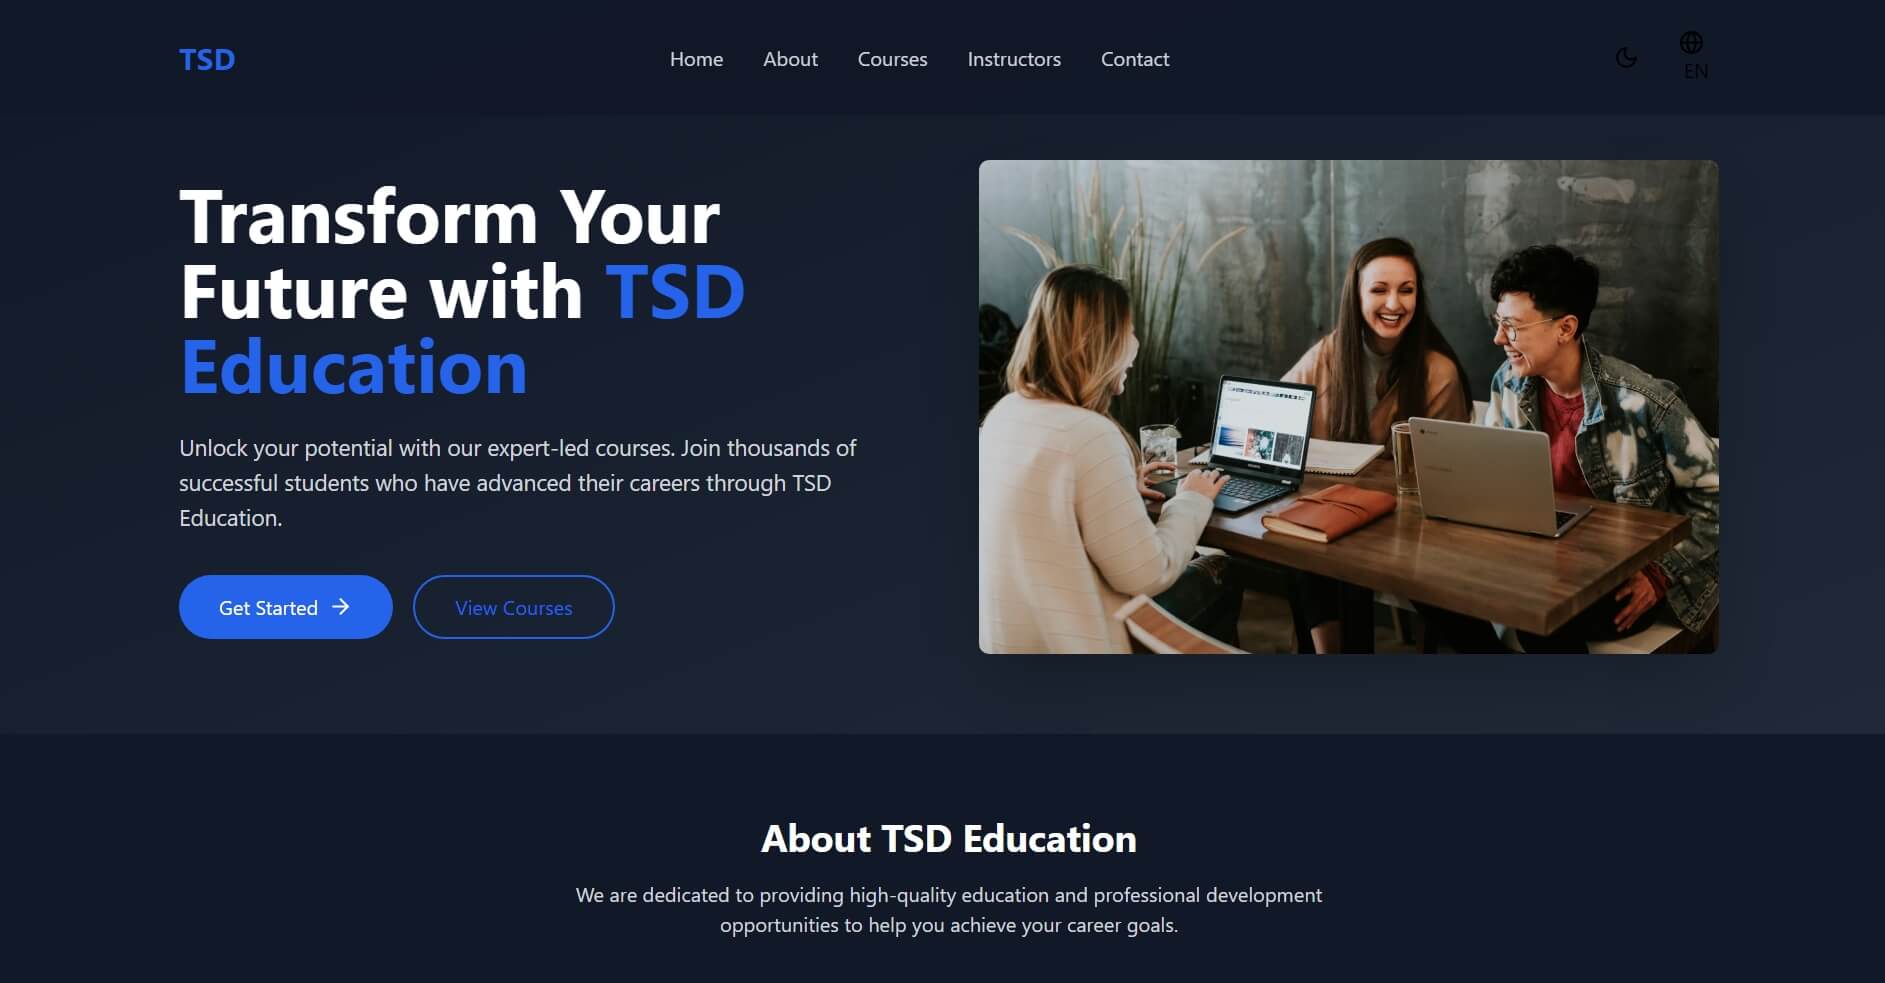 TSD
Home
About
Courses
Instructors
Contact
EN
Transform Your
Future with TSD
Education
Unlock your potential with our expert-led courses. Join thousands of
successful students who have advanced their careers through TSD
Education.
Get Started
View Courses
About TSD Education
We are dedicated to providing high-quality education and professional development
opportunities to help you achieve your career goals.